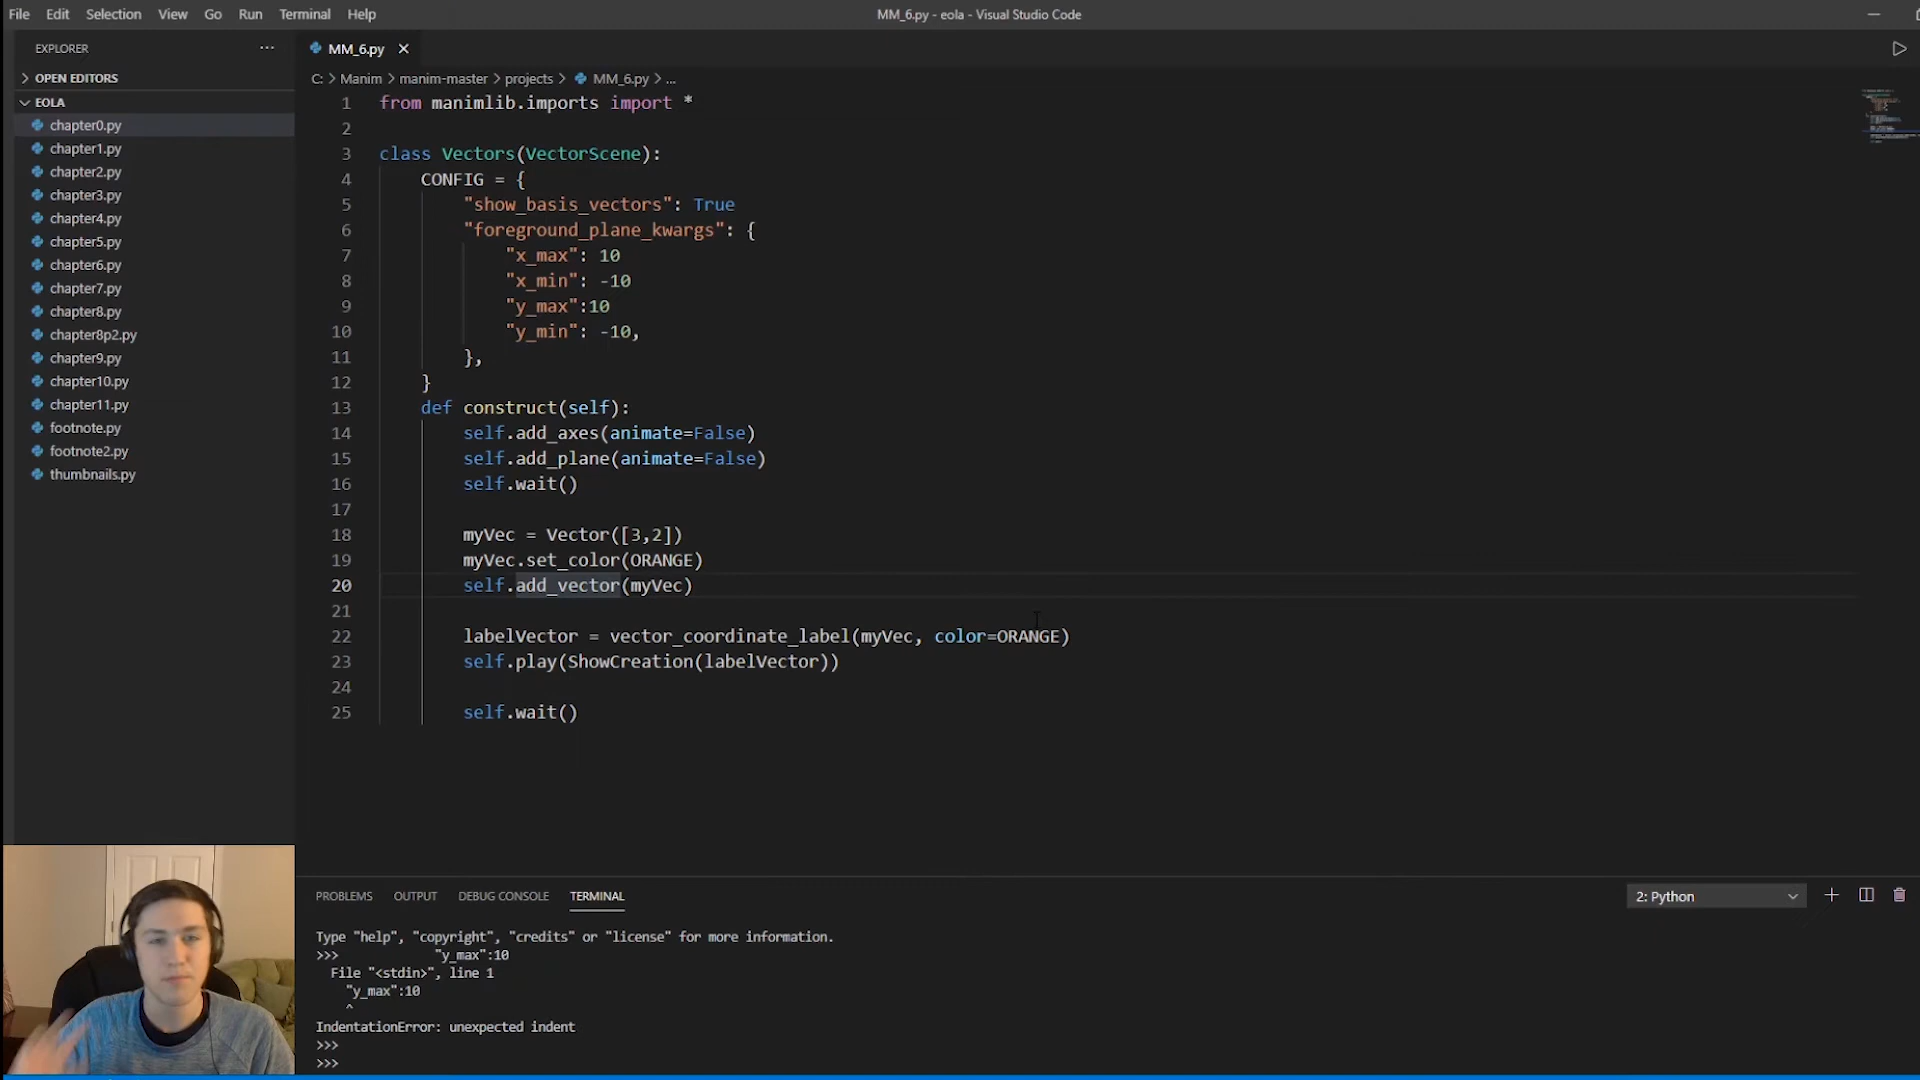 File Edit Selection View Go Run Terminal Help
MM_6.py - eola - Visual Studio Code
EXPLORER ...
OPEN EDITORS
EOLA
chapter0.py
chapter1.py
chapter2.py
chapter3.py
chapter4.py
chapter5.py
chapter6.py
chapter7.py
chapter8.py
chapter8p2.py
chapter9.py
chapter10.py
chapter11.py
footnote.py
footnote2.py
thumbnails.py
MM_6.py
C: > Manim > manim-master > projects > MM_6.py > ...
1 from manimlib.imports import *
2
3 class Vectors(VectorScene):
4 CONFIG = {
5 "show_basis_vectors": True
6 "foreground_plane_kwargs": {
7 "x_max": 10
8 "x_min": -10
9 "y_max":10
10 "y_min": -10,
11 },
12 }
13 def construct(self):
14 self.add_axes(animate=False)
15 self.add_plane(animate=False)
16 self.wait()
17
18 myVec = Vector([3,2])
19 myVec.set_color(ORANGE)
20 self.add_vector(myVec)
21
22 labelVector = vector_coordinate_label(myVec, color=ORANGE)
23 self.play(ShowCreation(labelVector))
24
25 self.wait()
PROBLEMS OUTPUT DEBUG CONSOLE TERMINAL
2: Python
Type "help", "copyright", "credits" or "license" for more information.
>>> "y_max":10
File "<stdin>", line 1
"y_max":10
^
IndentationError: unexpected indent
>>>
>>>